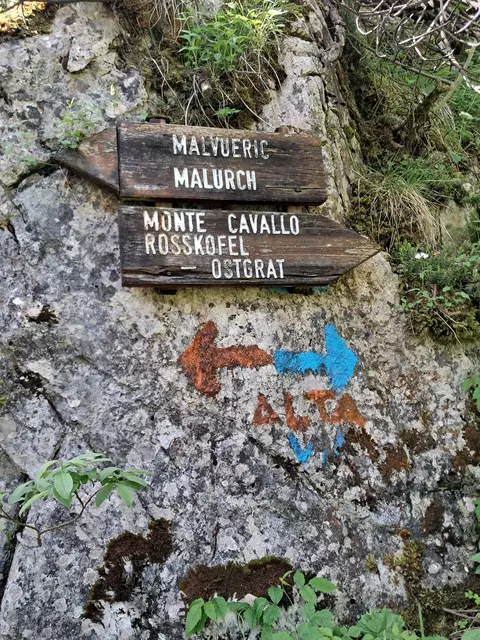 MALVUERIC
MALURCH
MONTE CAVALLO
ROSSKOFEL
OSTGRAT
ALTA